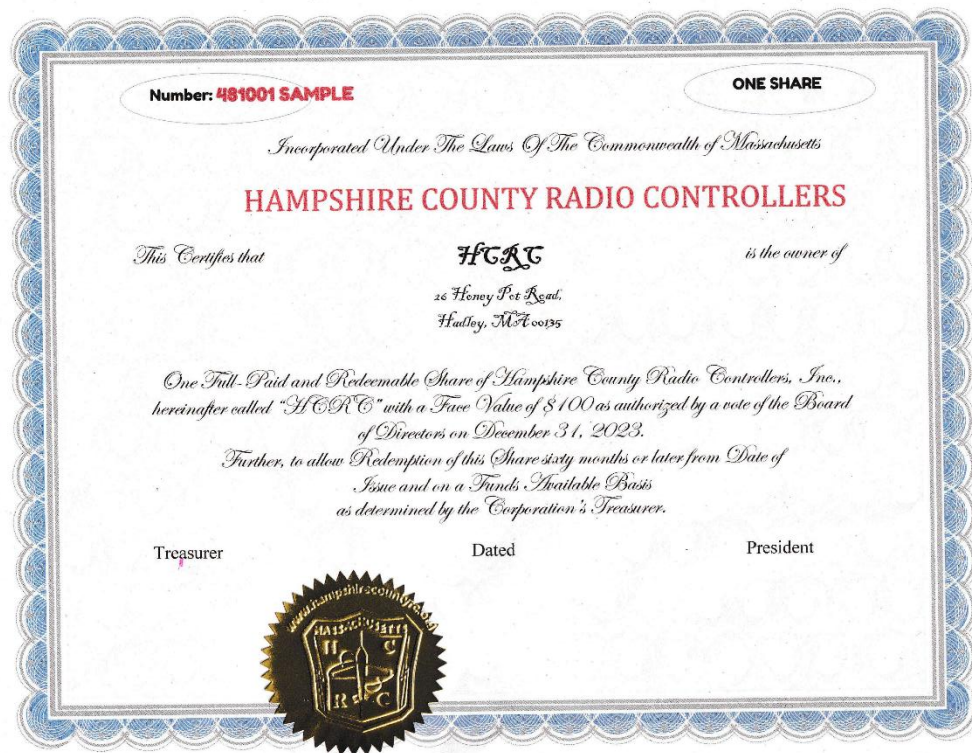 Number: 481001 SAMPLE
ONE SHARE
Incorporated Under The Laws Of The Commonwealth of Massachusetts
HAMPSHIRE COUNTY RADIO CONTROLLERS
This Certifies that HCRC is the owner of
26 Honey Pot Road,
Hadley, MA 00135
One Full-Paid and Redeemable Share of Hampshire County Radio Controllers, Inc.,
hereinafter called "HCRC" with a Face Value of $100 as authorized by a vote of the Board
of Directors on December 31, 2023.
Further, to allow Redemption of this Share sixty months or later from Date of
Issue and on a Funds Available Basis
as determined by the Corporation's Treasurer.
Treasurer Dated President
MASSACHUSETTS
H C
R C